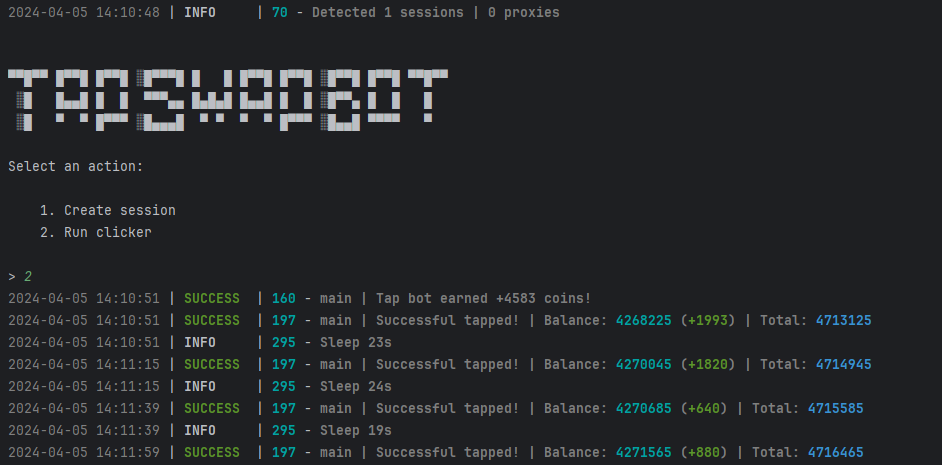 2024-04-05 14:10:48 | INFO     | 70 - Detected 1 sessions | 0 proxies
TAPSWAPBOT
Select an action:
1. Create session
2. Run clicker
> 2
2024-04-05 14:10:51 | SUCCESS  | 160 - main | Tap bot earned +4583 coins!
2024-04-05 14:10:51 | SUCCESS  | 197 - main | Successful tapped! | Balance: 4268225 (+1993) | Total: 4713125
2024-04-05 14:10:51 | INFO     | 295 - Sleep 23s
2024-04-05 14:11:15 | SUCCESS  | 197 - main | Successful tapped! | Balance: 4270045 (+1820) | Total: 4714945
2024-04-05 14:11:15 | INFO     | 295 - Sleep 24s
2024-04-05 14:11:39 | SUCCESS  | 197 - main | Successful tapped! | Balance: 4270685 (+640) | Total: 4715585
2024-04-05 14:11:39 | INFO     | 295 - Sleep 19s
2024-04-05 14:11:59 | SUCCESS  | 197 - main | Successful tapped! | Balance: 4271565 (+880) | Total: 4716465